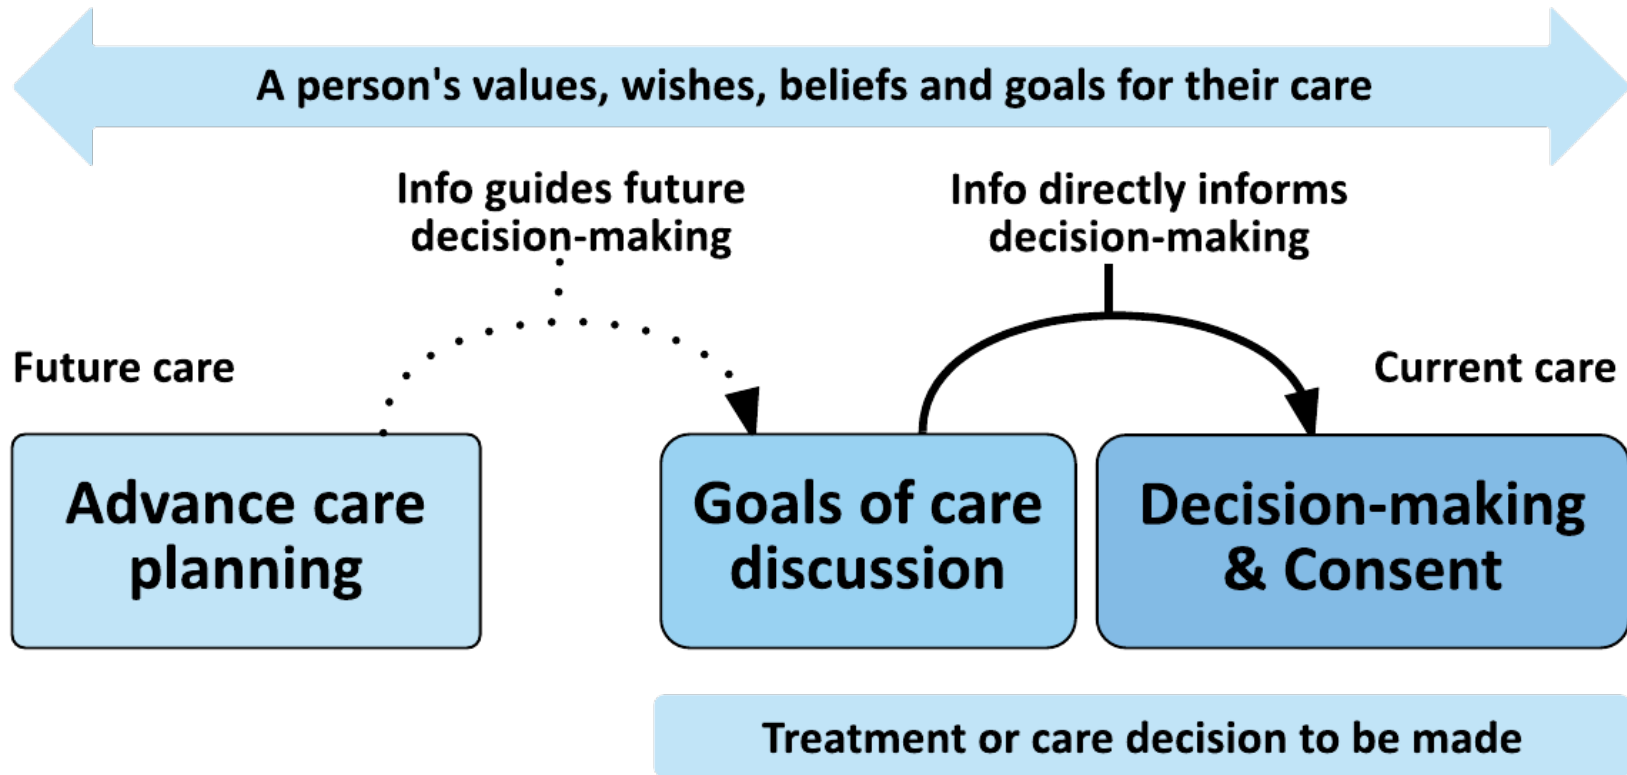 A person's values, wishes, beliefs and goals for their care
Info guides future
decision-making
Info directly informs
decision-making
Future care
Current care
Advance care
planning
Goals of care
discussion
Decision-making
& Consent
Treatment or care decision to be made